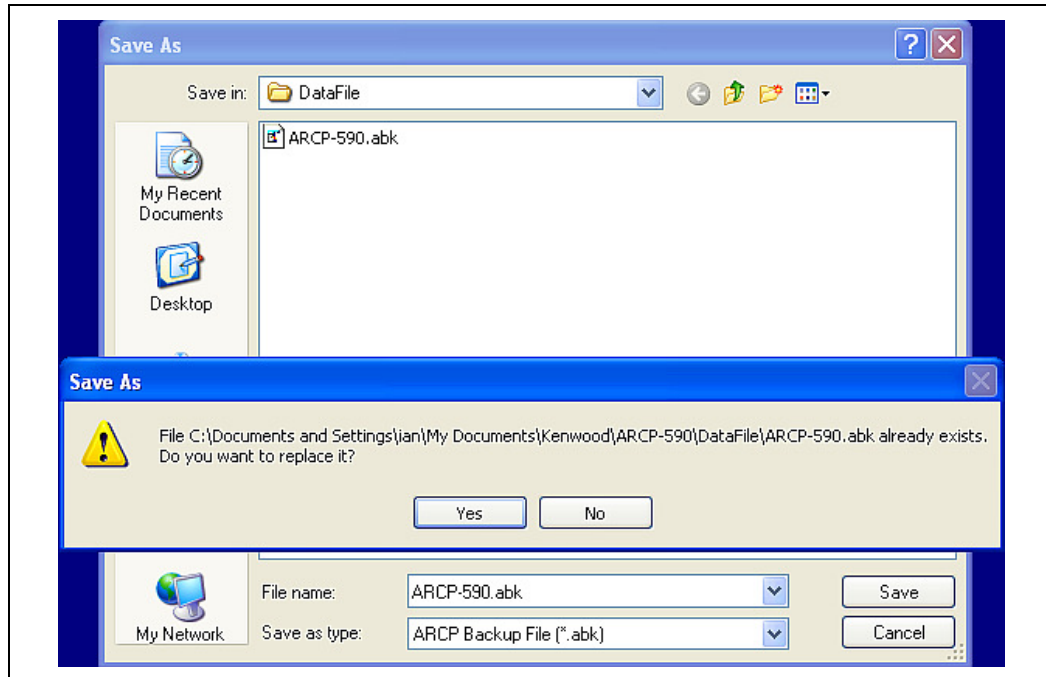 Save As
Save in:
DataFile
ARCP-590.abk
My Recent
Documents
Desktop
Save As
File C:\Documents and Settings\ian\My Documents\Kenwood\ARCP-590\DataFile\ARCP-590.abk already exists.
Do you want to replace it?
Yes
No
File name:
ARCP-590.abk
Save
My Network
Save as type:
ARCP Backup File (*.abk)
Cancel